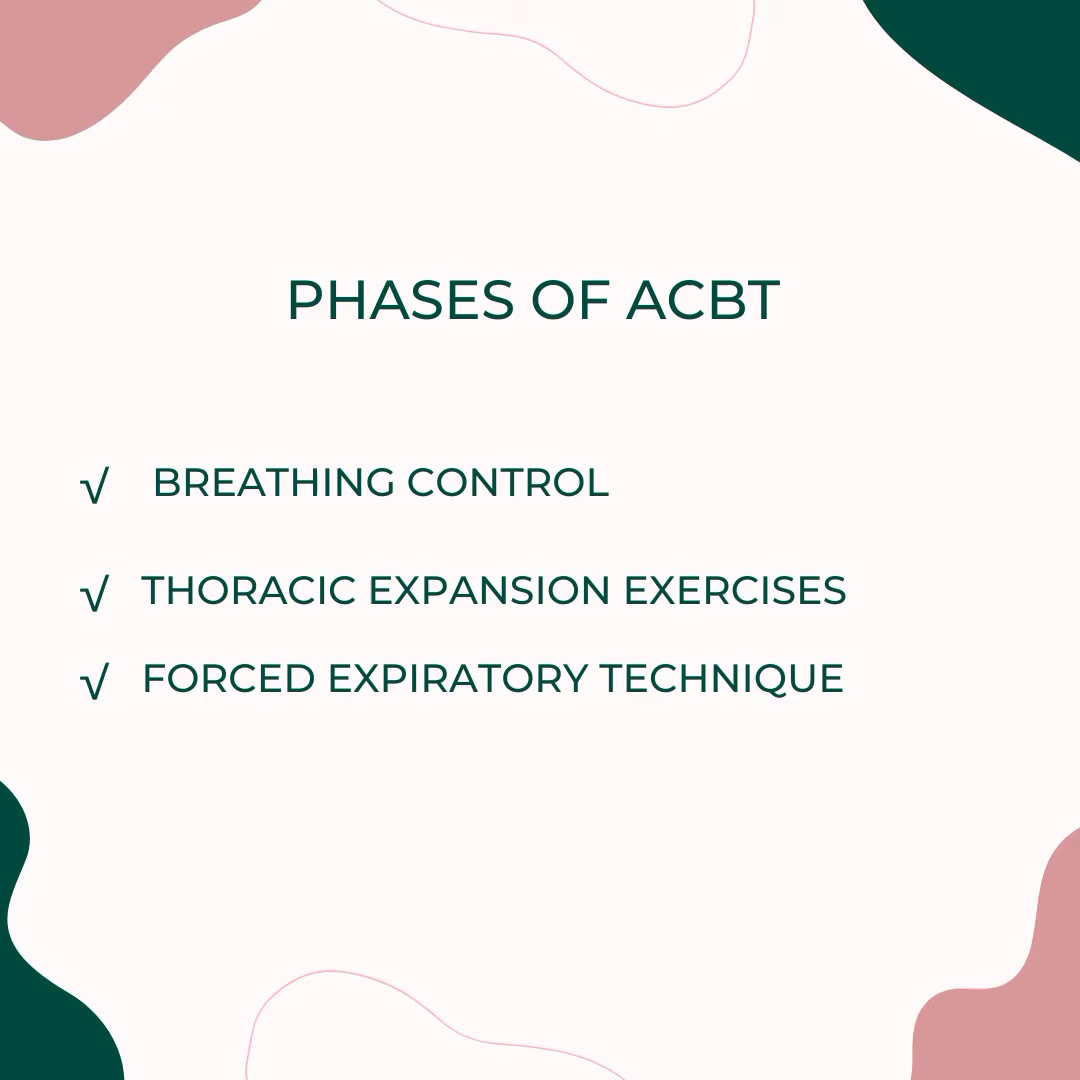 PHASES OF ACBT
√ BREATHING CONTROL
√ THORACIC EXPANSION EXERCISES
√ FORCED EXPIRATORY TECHNIQUE